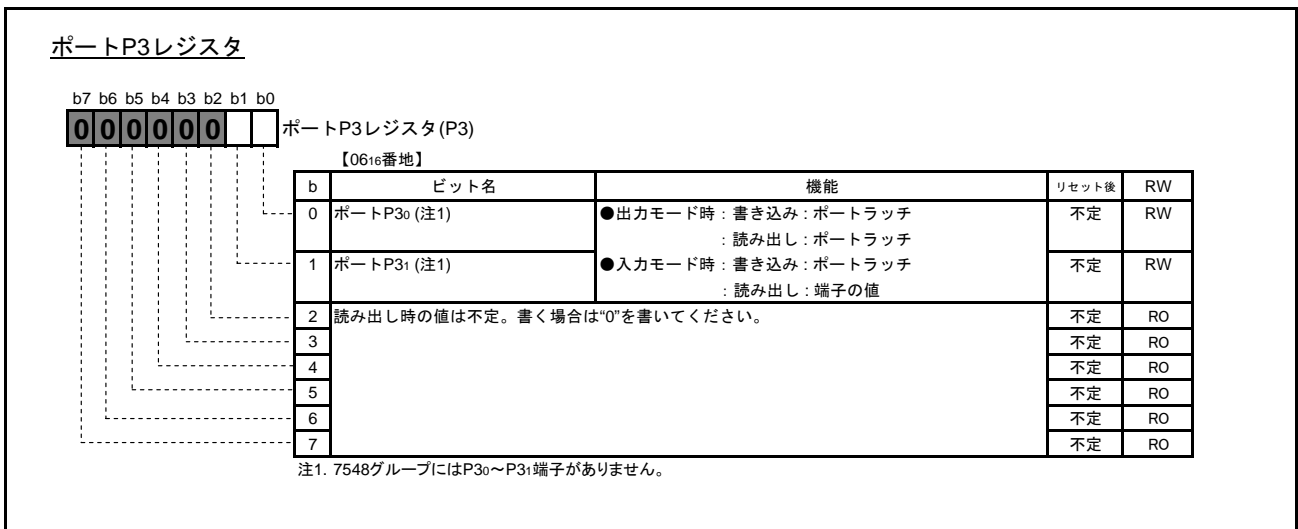 ポートP3レジスタ
b7 b6 b5 b4 b3 b2 b1 b0
0 0 0 0 0 0 ポートP3レジスタ(P3)
【06₁₆番地】
b ビット名 機能 リセット後 RW
0 ポートP3₀ (注1) ●出力モード時 : 書き込み : ポートラッチ 不定 RW
: 読み出し : ポートラッチ
1 ポートP3₁ (注1) ●入力モード時 : 書き込み : ポートラッチ 不定 RW
: 読み出し : 端子の値
2 読み出し時の値は不定。書く場合は“0”を書いてください。 不定 RO
3 不定 RO
4 不定 RO
5 不定 RO
6 不定 RO
7 不定 RO
注1. 7548グループにはP3₀～P3₁端子がありません。